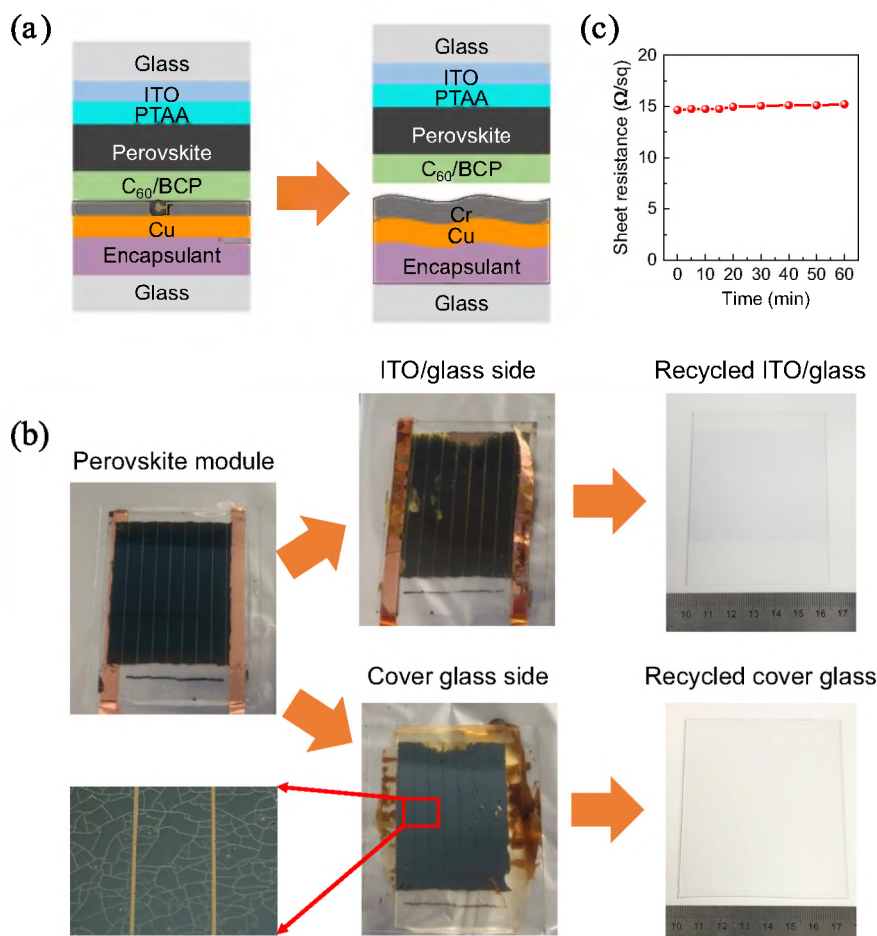 (a)
Glass
ITO
PTAA
Perovskite
C₆₀/BCP
Cr
Cu
Encapsulant
Glass
Glass
ITO
PTAA
Perovskite
C₆₀/BCP
Cr
Cu
Encapsulant
Glass
(c)
Sheet resistance (Ω/sq)
20
15
10
5
0
0 10 20 30 40 50 60
Time (min)
(b)
Perovskite module
ITO/glass side
Recycled ITO/glass
10 11 12 13 14 15 16 17
Cover glass side
Recycled cover glass
10 11 12 13 14 15 16 17